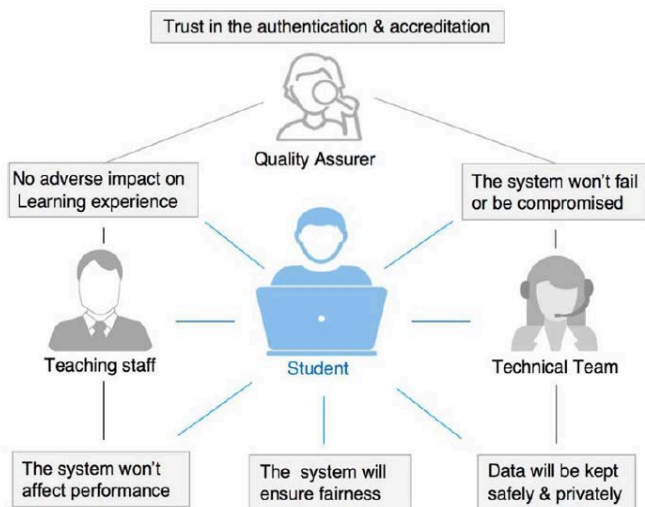 Trust in the authentication & accreditation
Quality Assurer
No adverse impact on
Learning experience
The system won't fail
or be compromised
Teaching staff
Student
Technical Team
The system won't
affect performance
The system will
ensure fairness
Data will be kept
safely & privately